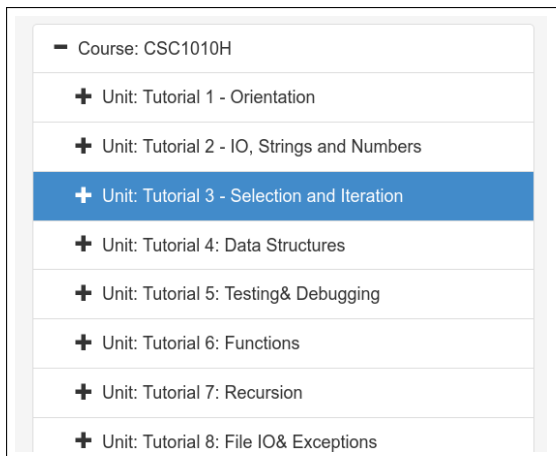 Course: CSC1010H
Unit: Tutorial 1 - Orientation
Unit: Tutorial 2 - IO, Strings and Numbers
Unit: Tutorial 3 - Selection and Iteration
Unit: Tutorial 4: Data Structures
Unit: Tutorial 5: Testing& Debugging
Unit: Tutorial 6: Functions
Unit: Tutorial 7: Recursion
Unit: Tutorial 8: File IO& Exceptions